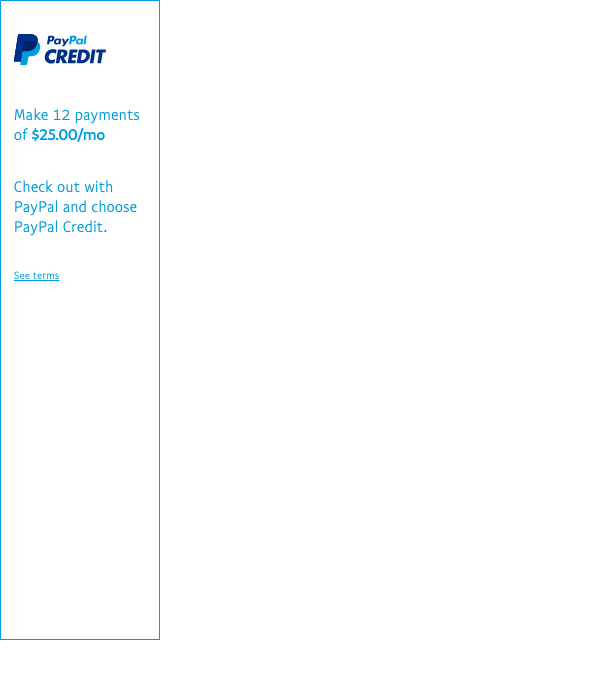 PayPal
CREDIT
Make 12 payments
of $25.00/mo
Check out with
PayPal and choose
PayPal Credit.
See terms